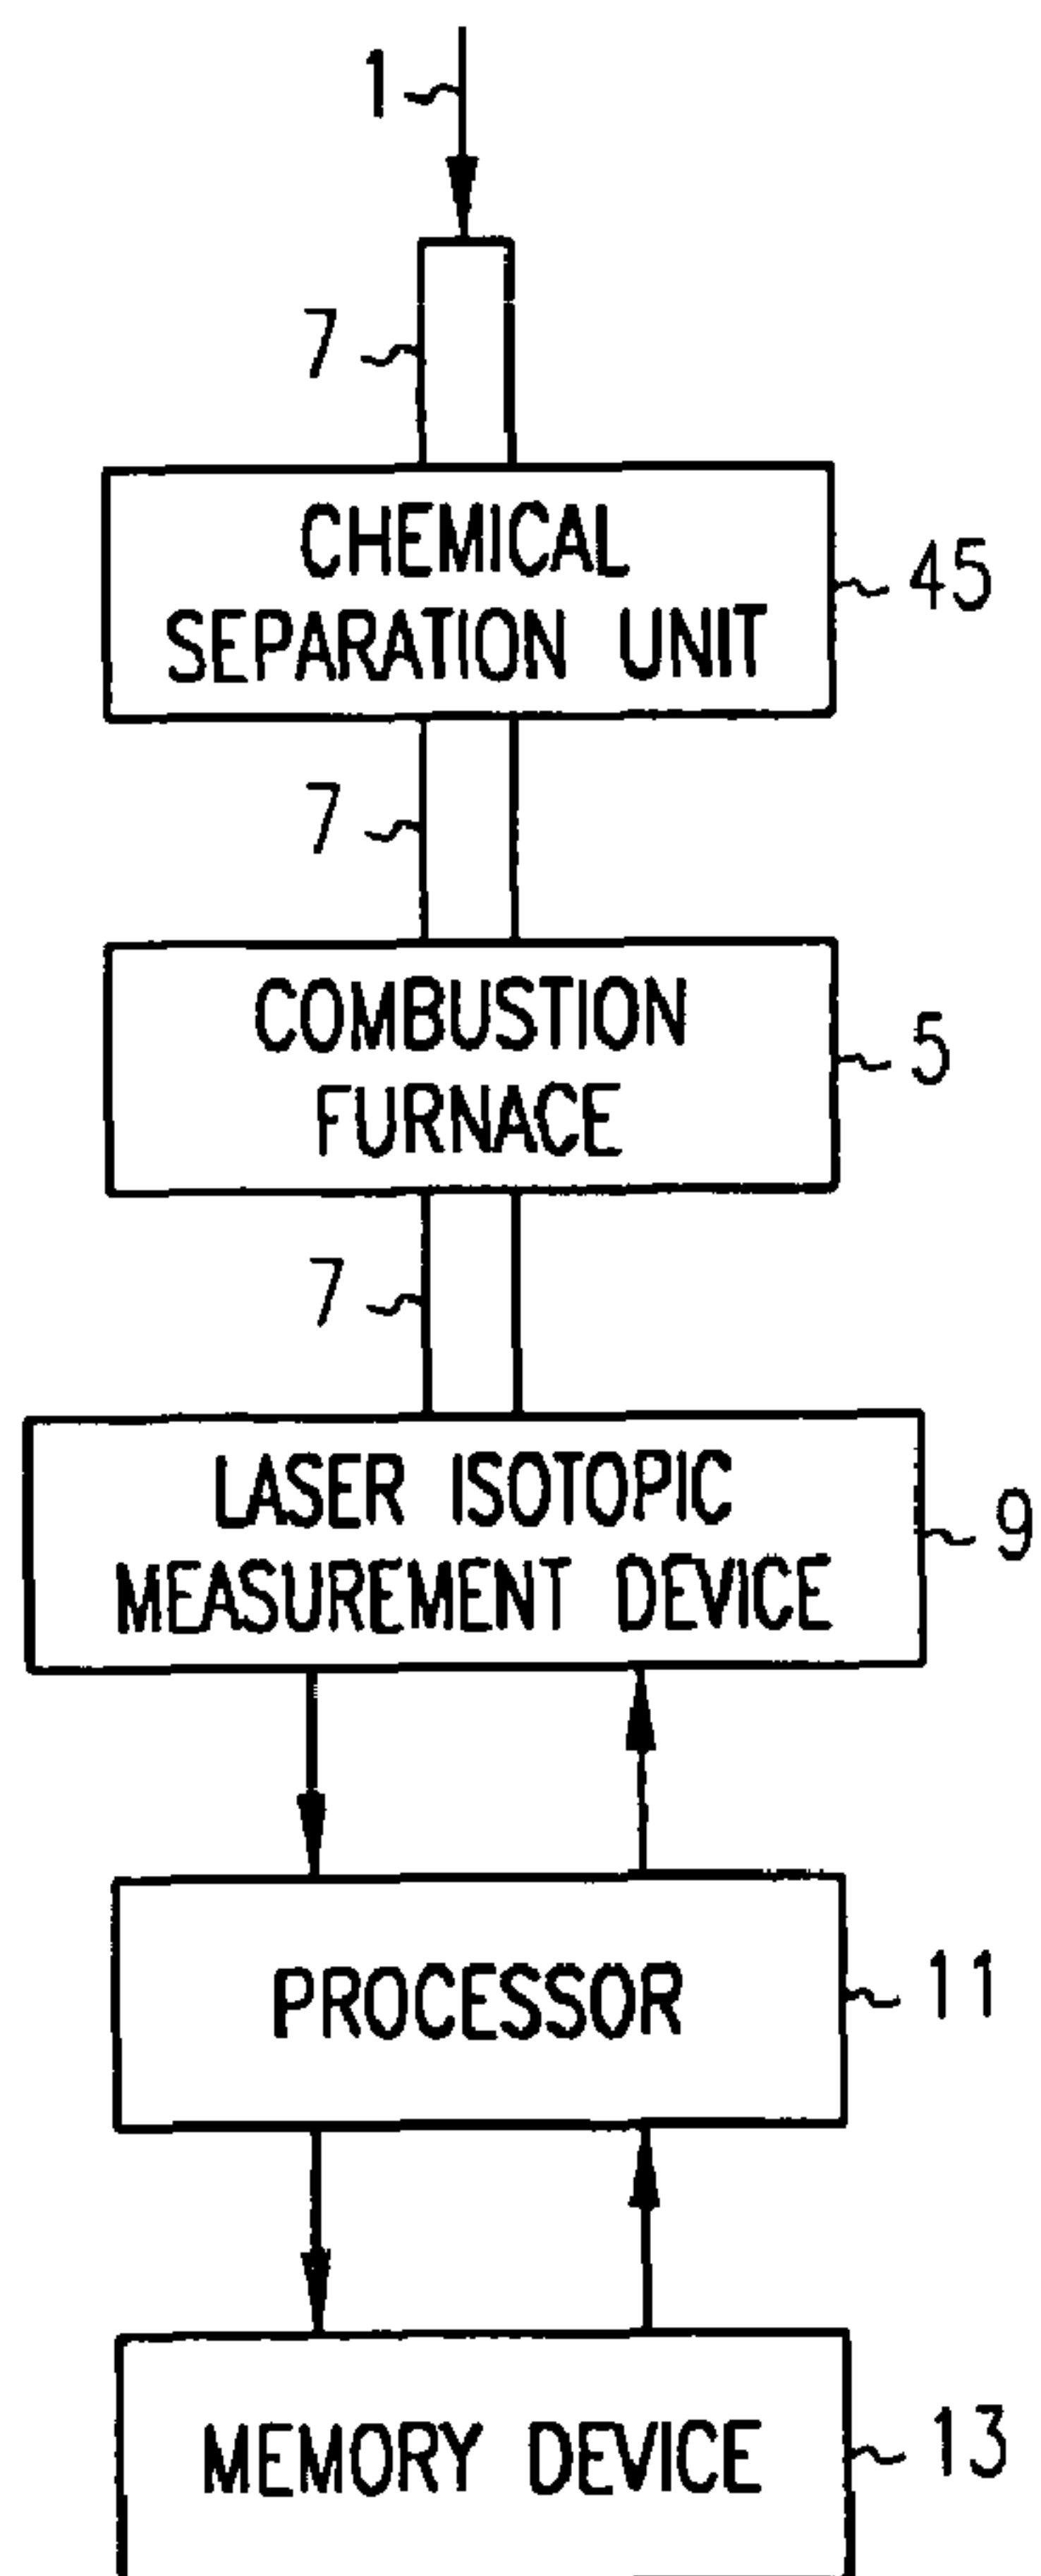 1
7
CHEMICAL
SEPARATION UNIT
45
7
COMBUSTION
FURNACE
5
7
LASER ISOTOPIC
MEASUREMENT DEVICE
9
PROCESSOR
11
MEMORY DEVICE
13